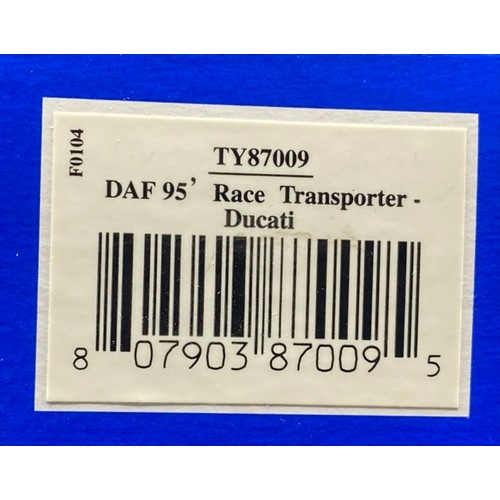 F0104
TY87009
DAF 95’ Race Transporter -
Ducati
8 07903 87009 5